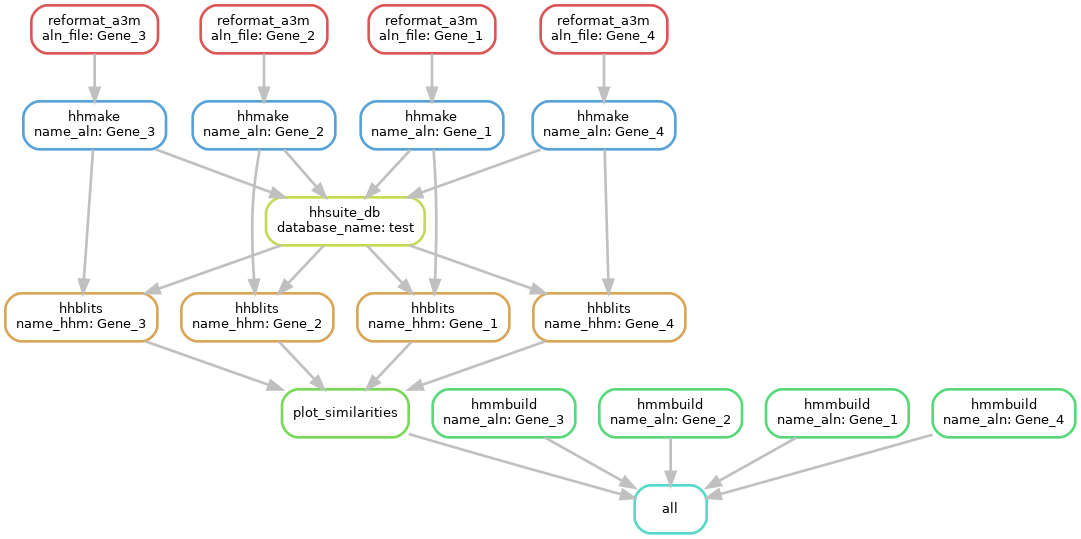 reformat_a3m
aln_file: Gene_3
reformat_a3m
aln_file: Gene_2
reformat_a3m
aln_file: Gene_1
reformat_a3m
aln_file: Gene_4
hhmake
name_aln: Gene_3
hhmake
name_aln: Gene_2
hhmake
name_aln: Gene_1
hhmake
name_aln: Gene_4
hhsuite_db
database_name: test
hhblits
name_hhm: Gene_3
hhblits
name_hhm: Gene_2
hhblits
name_hhm: Gene_1
hhblits
name_hhm: Gene_4
plot_similarities
hmmbuild
name_aln: Gene_3
hmmbuild
name_aln: Gene_2
hmmbuild
name_aln: Gene_1
hmmbuild
name_aln: Gene_4
all